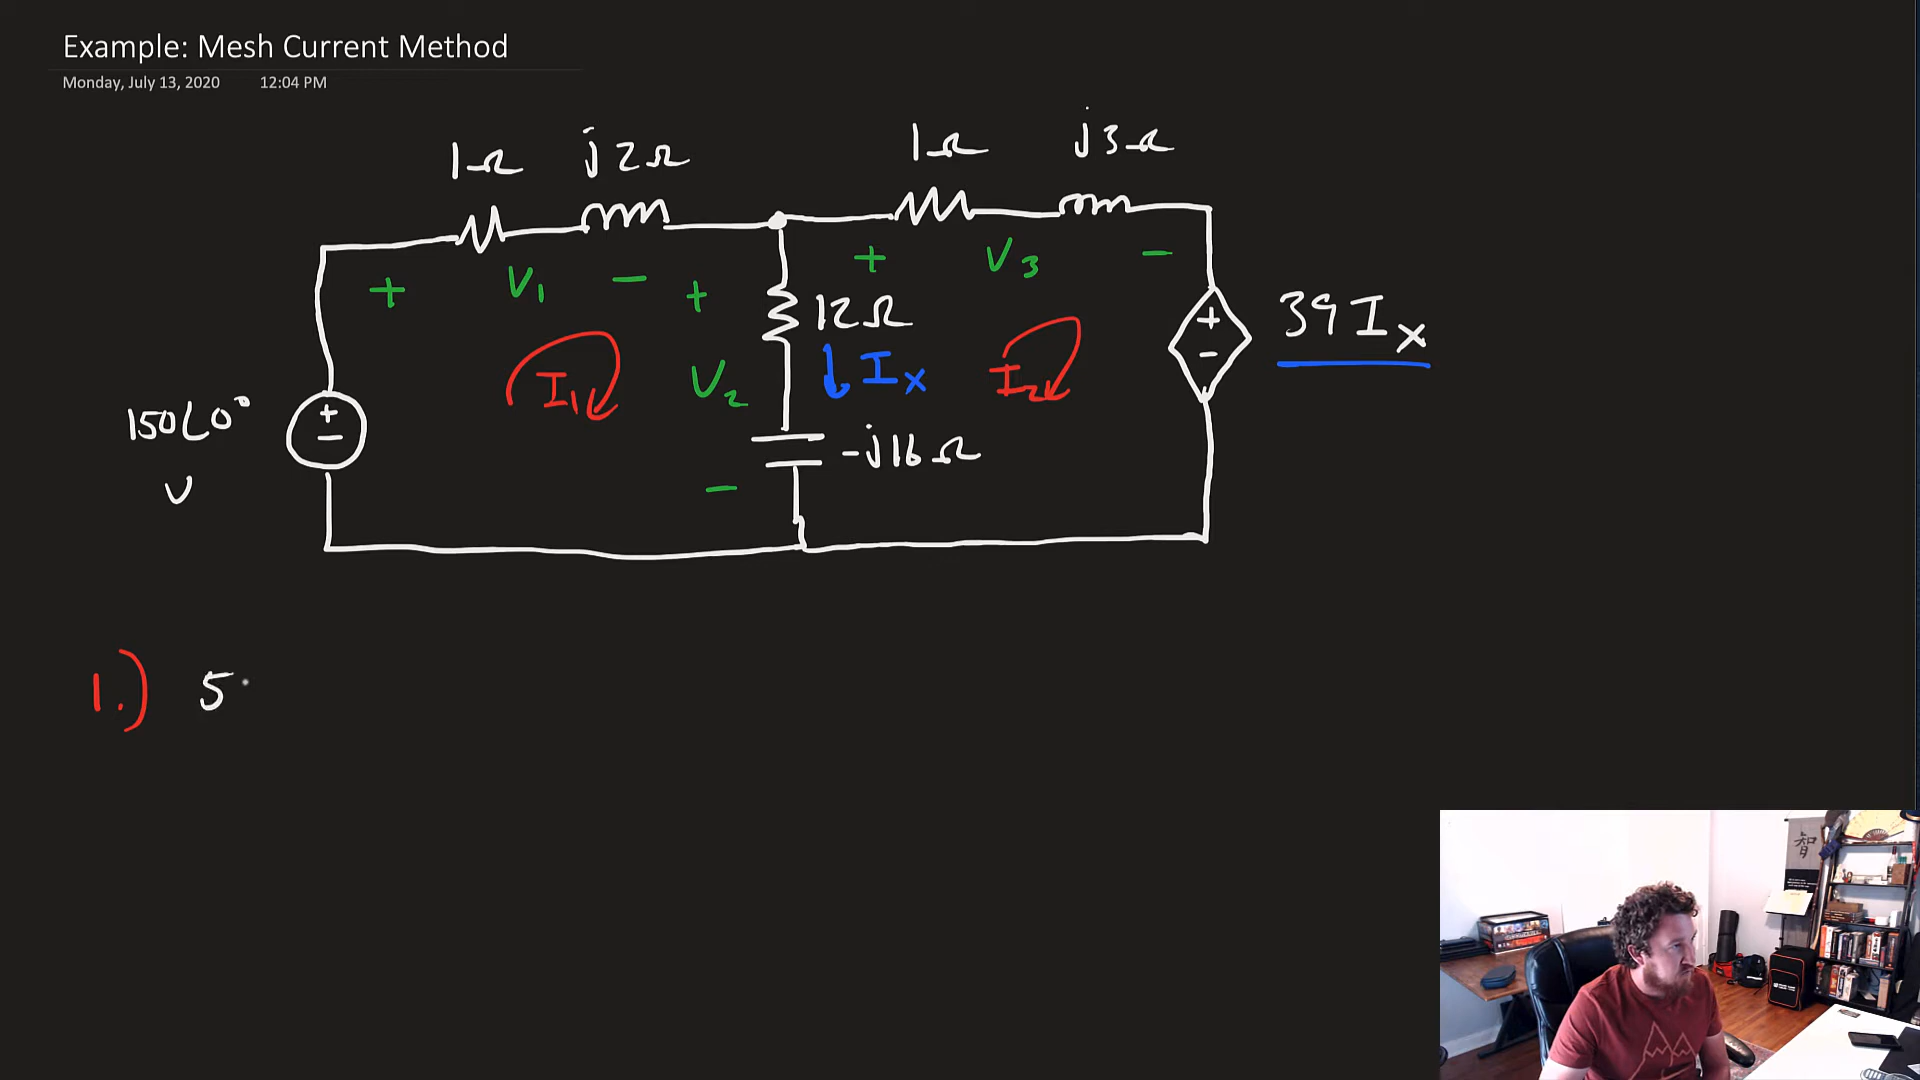 Example: Mesh Current Method
Monday, July 13, 2020 12:04 PM
1Ω j2Ω 1Ω j3Ω
+ V₁ - + V₃ -
+ 12Ω + 39Iₓ
-
I₁ V₂ Iₓ I₂
150∠0° +
- -j16Ω
V -
1.) 5
智